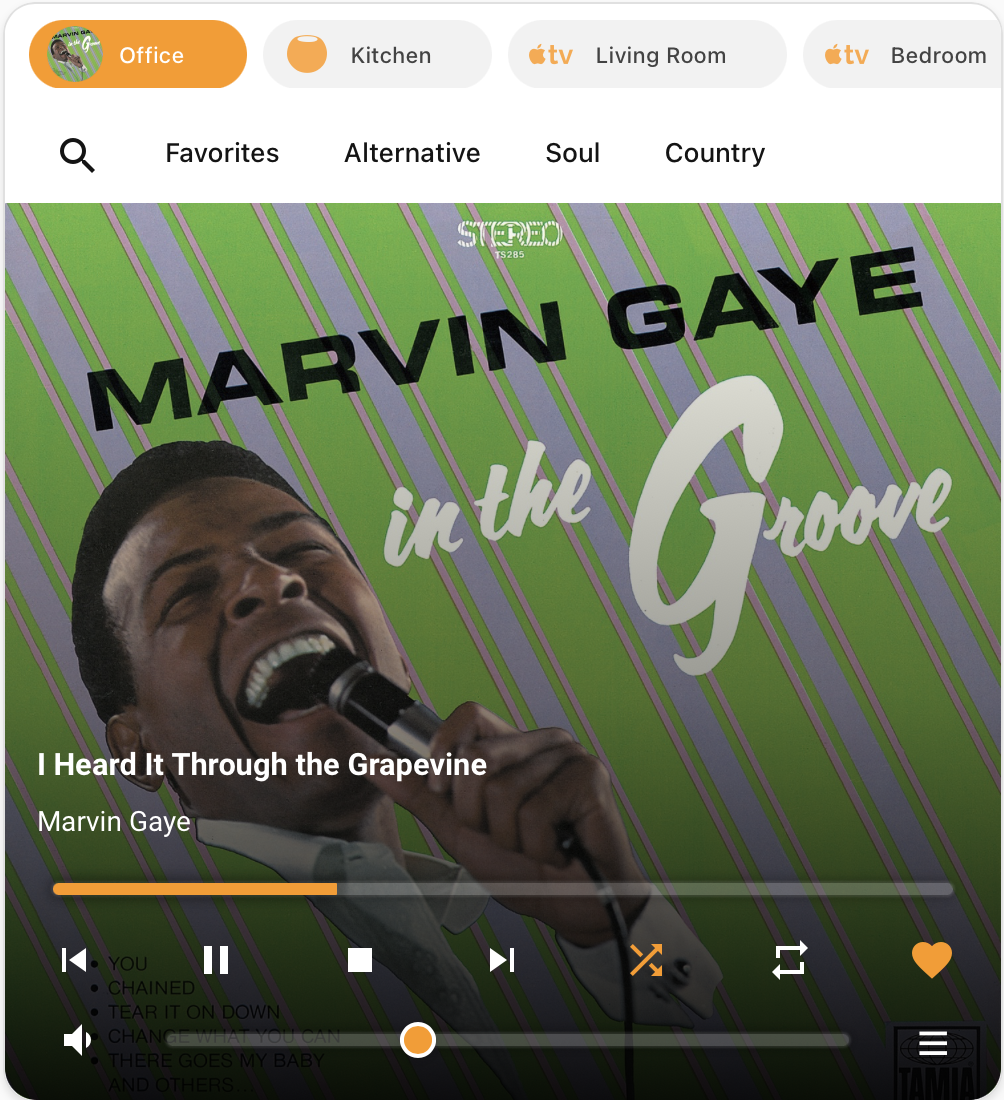 Office
Kitchen
tv Living Room
tv Bedroom
Favorites Alternative Soul Country
STEREO
TS285
MARVIN GAYE
in the Groove
I Heard It Through the Grapevine
Marvin Gaye
• YOU
• CHAINED
• TEAR IT ON DOWN
• CHANGE WHAT YOU CAN
• THERE GOES MY BABY
AND OTHERS...
TAMLA